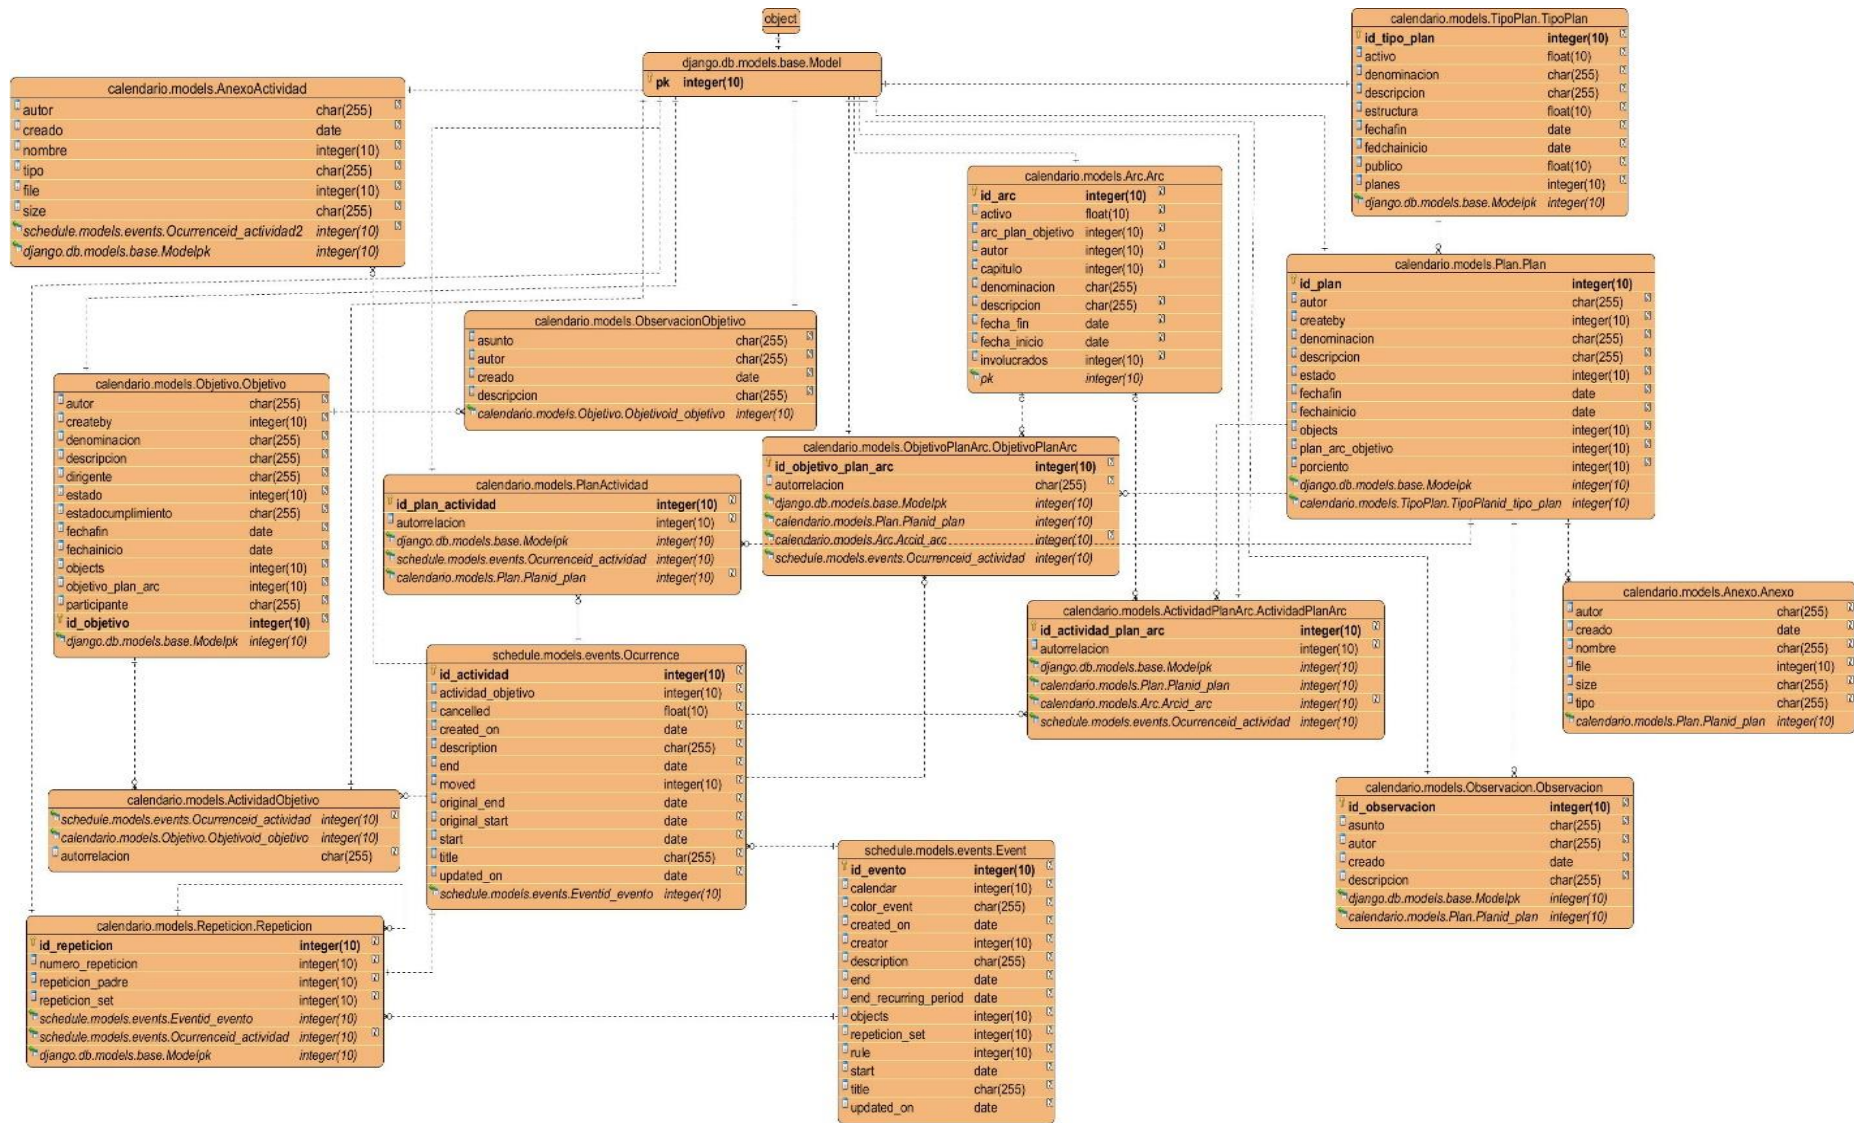 object
django.db.models.base.Model
pk integer(10)
calendario.models.TipoPlan.TipoPlan
id_tipo_plan integer(10)
activo float(10)
denominacion char(255)
descripcion char(255)
estructura float(10)
fechafin date
fedchainicio date
publico float(10)
planes integer(10)
django.db.models.base.Modelpk integer(10)
calendario.models.AnexoActividad
autor char(255)
creado date
nombre integer(10)
tipo char(255)
file integer(10)
size char(255)
schedule.models.events.Ocurrenceid_actividad2 integer(10)
django.db.models.base.Modelpk integer(10)
calendario.models.Arc.Arc
id_arc integer(10)
activo float(10)
arc_plan_objetivo integer(10)
autor integer(10)
capitulo integer(10)
denominacion char(255)
descripcion char(255)
fecha_fin date
fecha_inicio date
involucrados integer(10)
pk integer(10)
calendario.models.Plan.Plan
id_plan integer(10)
autor char(255)
createby integer(10)
denominacion char(255)
descripcion char(255)
estado integer(10)
fechafin date
fechainicio date
objects integer(10)
plan_arc_objetivo integer(10)
porciento integer(10)
django.db.models.base.Modelpk integer(10)
calendario.models.TipoPlan.TipoPlanid_tipo_plan integer(10)
calendario.models.ObservacionObjetivo
asunto char(255)
autor char(255)
creado date
descripcion char(255)
calendario.models.Objetivo.Objetivoid_objetivo integer(10)
calendario.models.Objetivo.Objetivo
autor char(255)
createby integer(10)
denominacion char(255)
descripcion char(255)
dirigente char(255)
estado integer(10)
estadocumplimiento char(255)
fechafin date
fechainicio date
objects integer(10)
objetivo_plan_arc integer(10)
participante char(255)
id_objetivo integer(10)
django.db.models.base.Modelpk integer(10)
calendario.models.ObjetivoPlanArc.ObjetivoPlanArc
id_objetivo_plan_arc integer(10)
autorrelacion char(255)
django.db.models.base.Modelpk integer(10)
calendario.models.Plan.Planid_plan integer(10)
calendario.models.Arc.Arcid_arc integer(10)
schedule.models.events.Ocurrenceid_actividad integer(10)
calendario.models.PlanActividad
id_plan_actividad integer(10)
autorrelacion integer(10)
django.db.models.base.Modelpk integer(10)
schedule.models.events.Ocurrenceid_actividad integer(10)
calendario.models.Plan.Planid_plan integer(10)
calendario.models.Anexo.Anexo
autor char(255)
creado date
nombre char(255)
file integer(10)
size char(255)
tipo char(255)
calendario.models.Plan.Planid_plan integer(10)
calendario.models.ActividadPlanArc.ActividadPlanArc
id_actividad_plan_arc integer(10)
autorrelacion integer(10)
django.db.models.base.Modelpk integer(10)
calendario.models.Plan.Planid_plan integer(10)
calendario.models.Arc.Arcid_arc integer(10)
schedule.models.events.Ocurrenceid_actividad integer(10)
schedule.models.events.Ocurrence
id_actividad integer(10)
actividad_objetivo integer(10)
cancelled float(10)
created_on date
description char(255)
end date
moved integer(10)
original_end date
original_start date
start date
title char(255)
updated_on date
schedule.models.events.Eventid_evento integer(10)
calendario.models.Observacion.Observacion
id_observacion integer(10)
asunto char(255)
autor char(255)
creado date
descripcion char(255)
django.db.models.base.Modelpk integer(10)
calendario.models.Plan.Planid_plan integer(10)
calendario.models.ActividadObjetivo
schedule.models.events.Ocurrenceid_actividad integer(10)
calendario.models.Objetivo.Objetivoid_objetivo integer(10)
autorrelacion char(255)
schedule.models.events.Event
id_evento integer(10)
calendar integer(10)
color_event char(255)
created_on date
creator integer(10)
description char(255)
end date
end_recurring_period date
objects integer(10)
repeticion_set integer(10)
rule integer(10)
start date
title char(255)
updated_on date
calendario.models.Repeticion.Repeticion
id_repeticion integer(10)
numero_repeticion integer(10)
repeticion_padre integer(10)
repeticion_set integer(10)
schedule.models.events.Eventid_evento integer(10)
schedule.models.events.Ocurrenceid_actividad integer(10)
django.db.models.base.Modelpk integer(10)